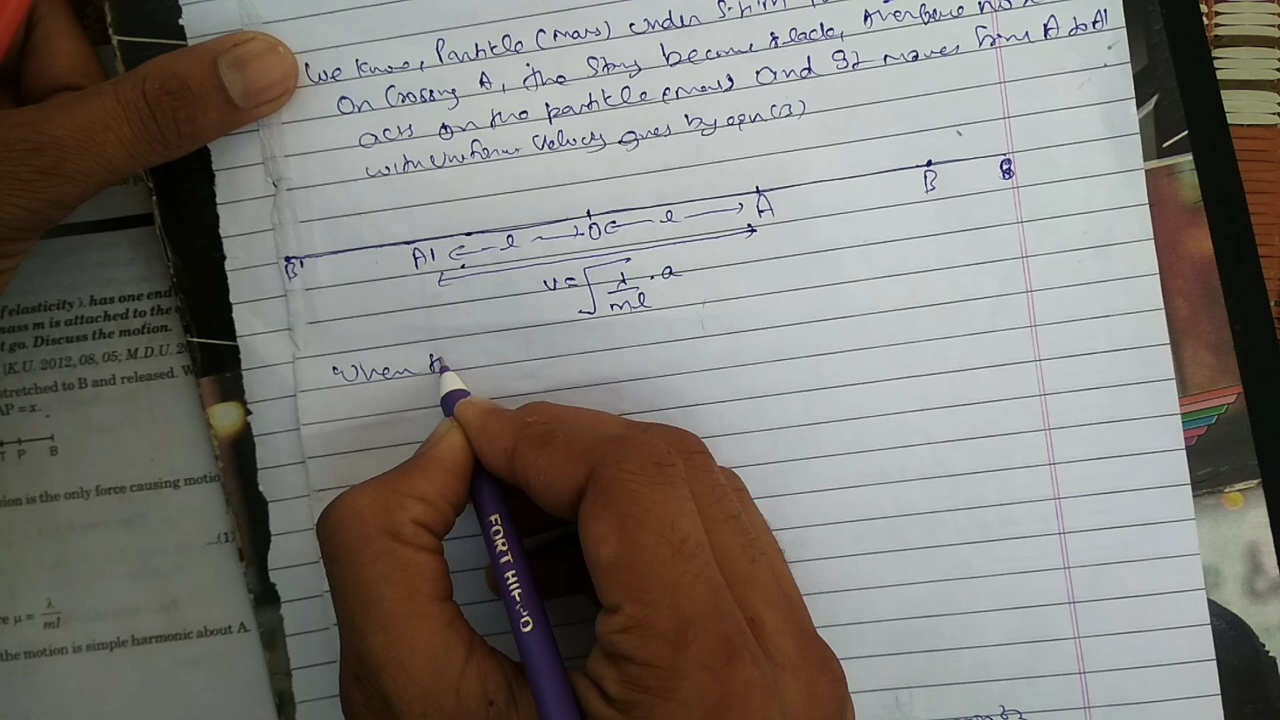 We know, Particle (mass) under S.H.M
On Crossing A, the String become slack, Therefore no
acts on the particle (mass) and It moves from A to A'
with uniform velocity given by eqn (3)
B' A' ← l → O ← l → A B B
v = √ λ/ml . a
When
f elasticity λ has one end
nass m is attached to the
t go. Discuss the motion.
[K.U. 2012, 08, 05; M.D.U. 2
stretched to B and released. W
AP = x.
T P B
sion is the only force causing motio
...(1)
re μ = λ/ml
the motion is simple harmonic about A.
FORT HI